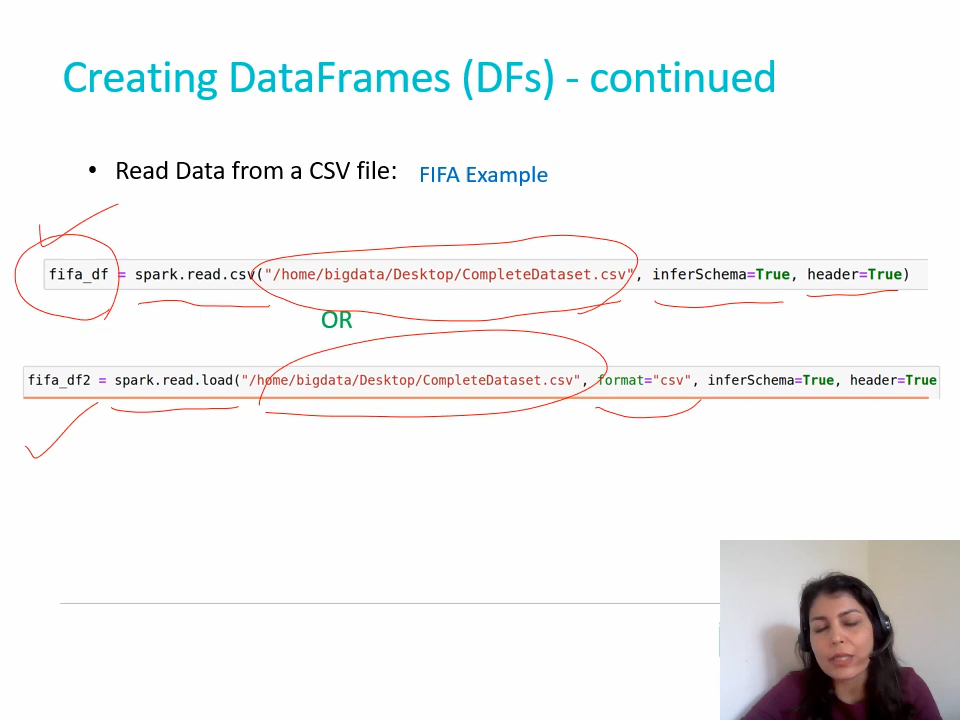 Creating DataFrames (DFs) - continued
• Read Data from a CSV file: FIFA Example
fifa_df = spark.read.csv("/home/bigdata/Desktop/CompleteDataset.csv", inferSchema=True, header=True)
OR
fifa_df2 = spark.read.load("/home/bigdata/Desktop/CompleteDataset.csv", format="csv", inferSchema=True, header=True